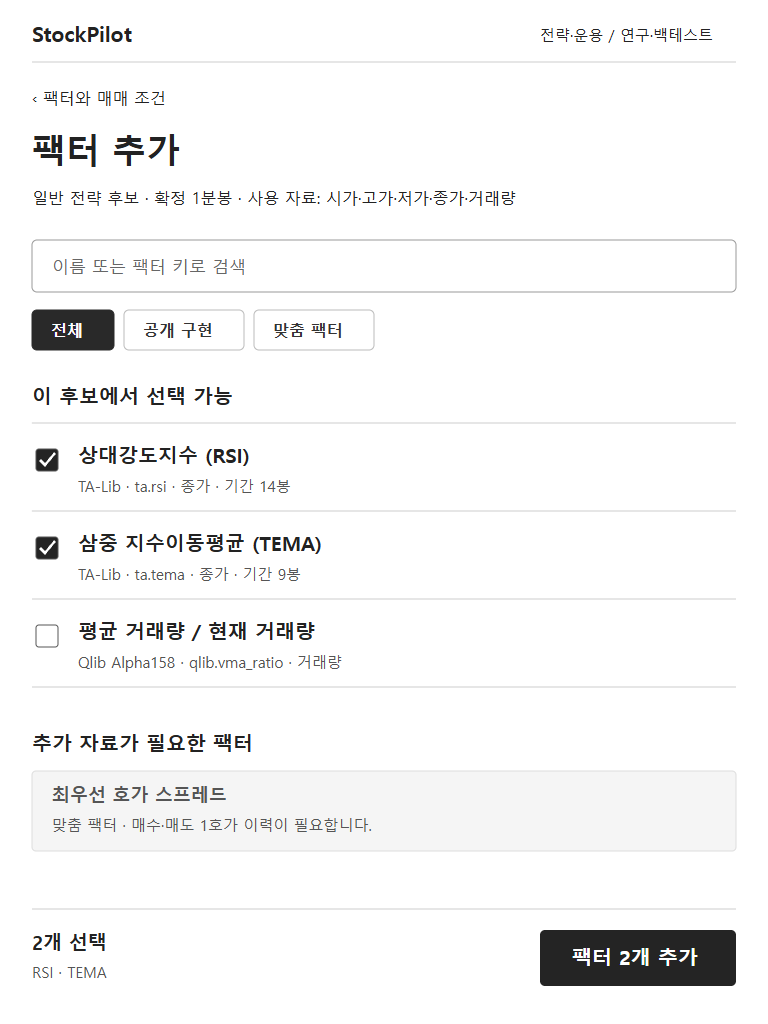 StockPilot
전략·운용 / 연구·백테스트
‹ 팩터와 매매 조건
팩터 추가
일반 전략 후보 · 확정 1분봉 · 사용 자료: 시가·고가·저가·종가·거래량
이름 또는 팩터 키로 검색
전체
공개 구현
맞춤 팩터
이 후보에서 선택 가능
상대강도지수 (RSI)
TA-Lib · ta.rsi · 종가 · 기간 14봉
삼중 지수이동평균 (TEMA)
TA-Lib · ta.tema · 종가 · 기간 9봉
평균 거래량 / 현재 거래량
Qlib Alpha158 · qlib.vma_ratio · 거래량
추가 자료가 필요한 팩터
최우선 호가 스프레드
맞춤 팩터 · 매수·매도 1호가 이력이 필요합니다.
2개 선택
RSI · TEMA
팩터 2개 추가